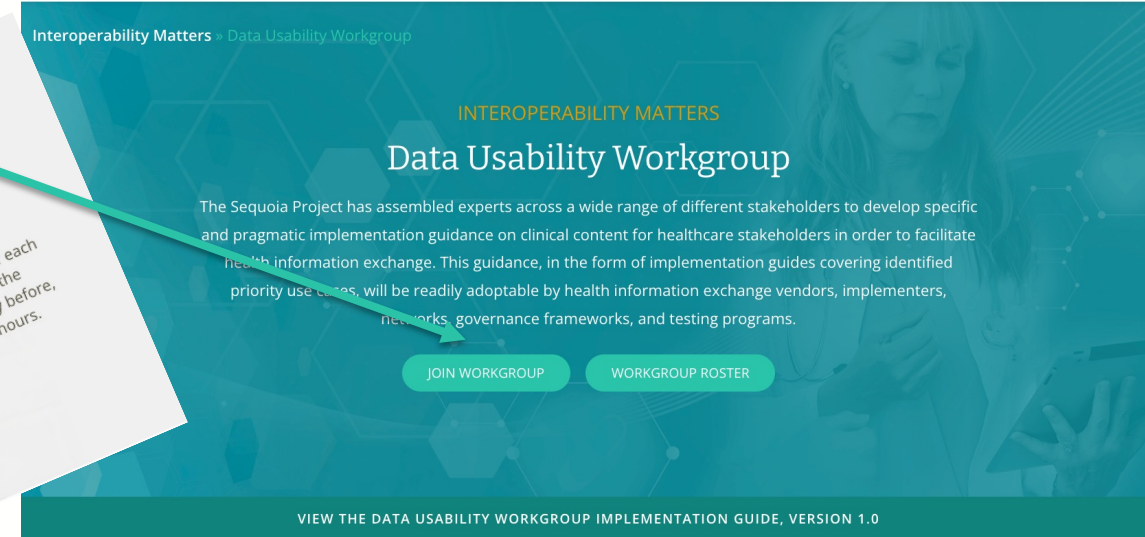 Interoperability Matters » Data Usability Workgroup
INTEROPERABILITY MATTERS
Data Usability Workgroup
The Sequoia Project has assembled experts across a wide range of different stakeholders to develop specific
and pragmatic implementation guidance on clinical content for healthcare stakeholders in order to facilitate
health information exchange. This guidance, in the form of implementation guides covering identified
priority use cases, will be readily adoptable by health information exchange vendors, implementers,
networks, governance frameworks, and testing programs.
each
the
before,
hours.
JOIN WORKGROUP WORKGROUP ROSTER
VIEW THE DATA USABILITY WORKGROUP IMPLEMENTATION GUIDE, VERSION 1.0